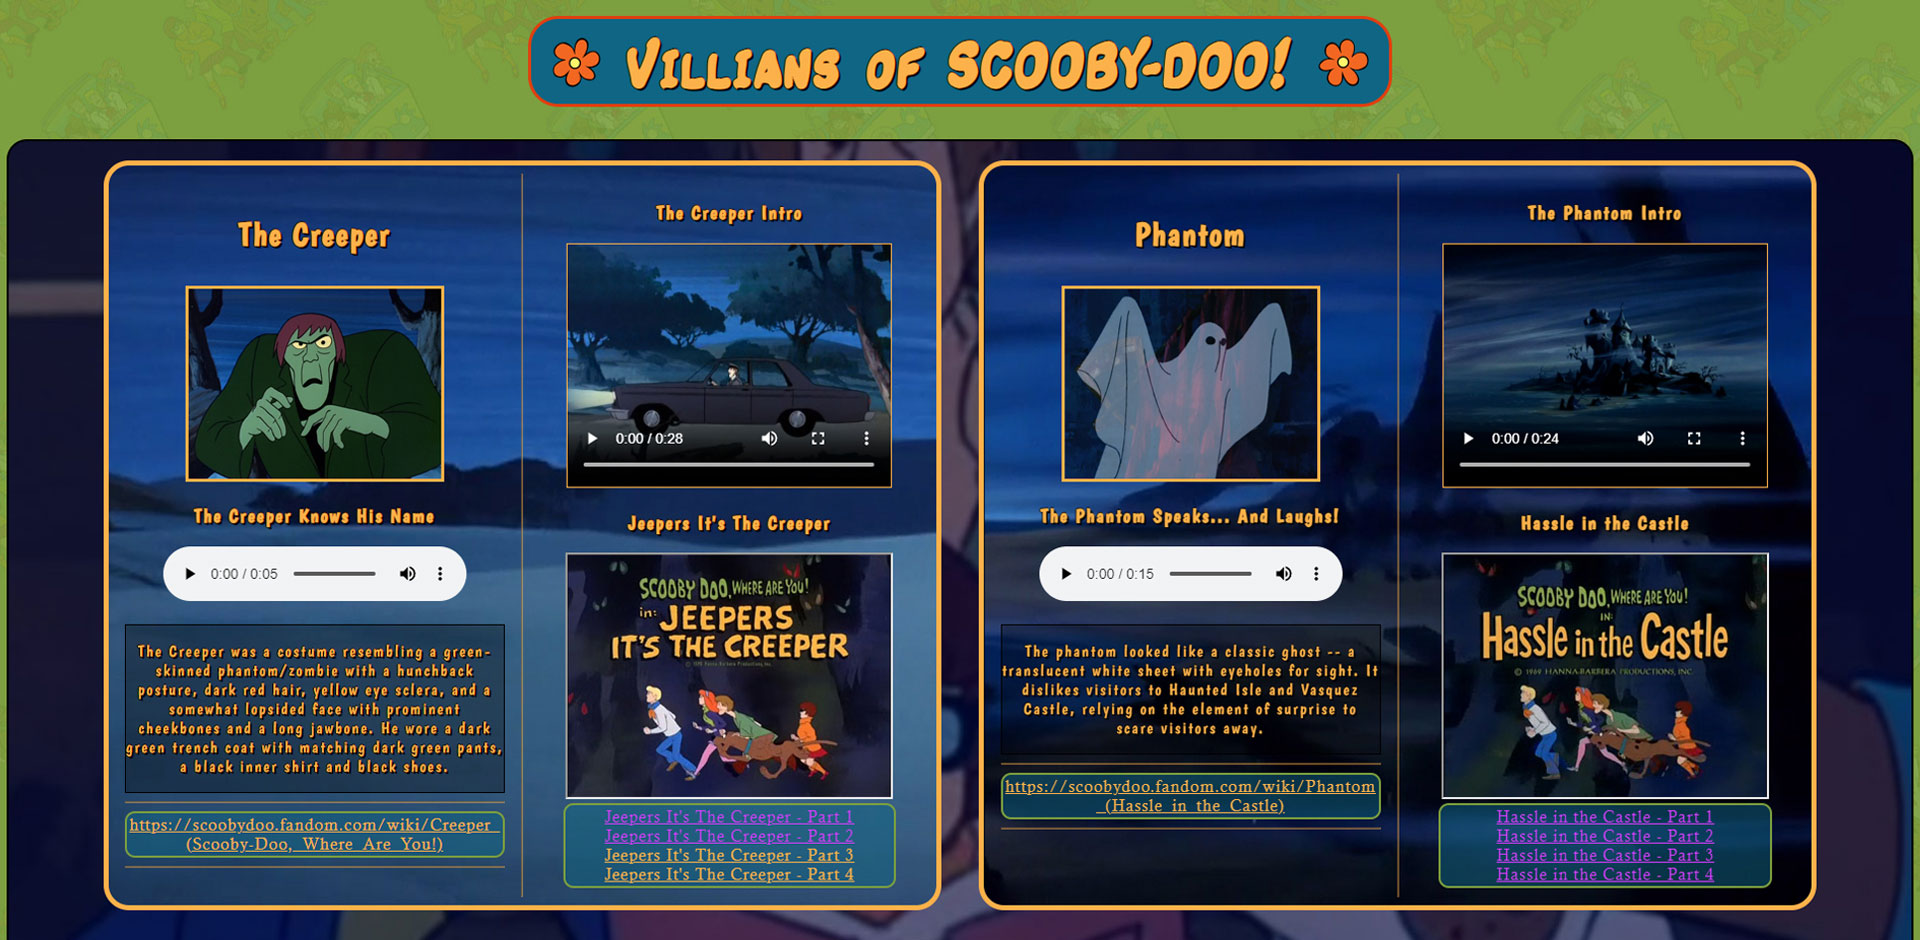 Villians of SCOOBY-DOO!
The Creeper
The Creeper Knows His Name
0:00 / 0:05
The Creeper was a costume resembling a green-
skinned phantom/zombie with a hunchback
posture, dark red hair, yellow eye sclera, and a
somewhat lopsided face with prominent
cheekbones and a long jawbone. He wore a dark
green trench coat with matching dark green pants,
a black inner shirt and black shoes.
https://scoobydoo.fandom.com/wiki/Creeper_
(Scooby-Doo,_Where_Are_You!)
The Creeper Intro
0:00 / 0:28
Jeepers It's The Creeper
SCOOBY DOO, WHERE ARE YOU!
in:
JEEPERS
IT'S THE CREEPER
Jeepers It's The Creeper - Part 1
Jeepers It's The Creeper - Part 2
Jeepers It's The Creeper - Part 3
Jeepers It's The Creeper - Part 4
Phantom
The Phantom Speaks... And Laughs!
0:00 / 0:15
The phantom looked like a classic ghost -- a
translucent white sheet with eyeholes for sight. It
dislikes visitors to Haunted Isle and Vasquez
Castle, relying on the element of surprise to
scare visitors away.
https://scoobydoo.fandom.com/wiki/Phantom
_(Hassle_in_the_Castle)
The Phantom Intro
0:00 / 0:24
Hassle in the Castle
SCOOBY DOO, WHERE ARE YOU!
IN:
HASSLE IN THE CASTLE
© 1969 HANNA-BARBERA PRODUCTIONS, INC.
Hassle in the Castle - Part 1
Hassle in the Castle - Part 2
Hassle in the Castle - Part 3
Hassle in the Castle - Part 4